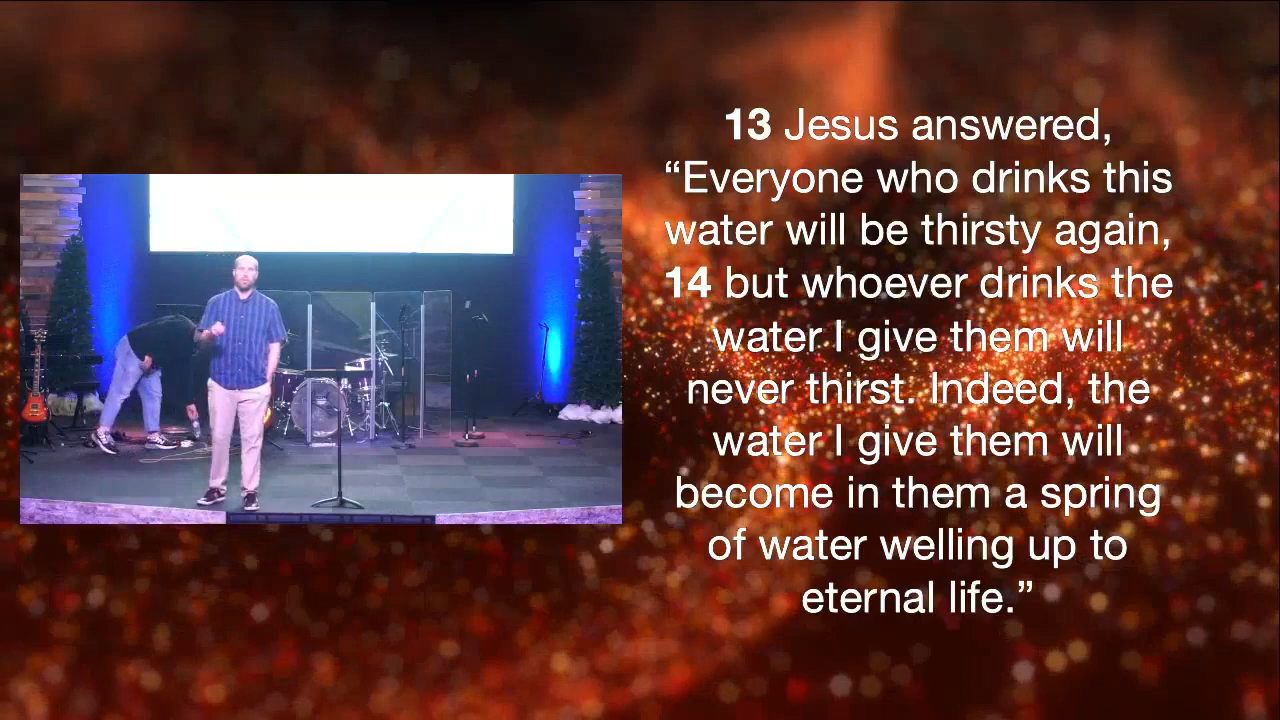 13 Jesus answered,
“Everyone who drinks this
water will be thirsty again,
14 but whoever drinks the
water I give them will
never thirst. Indeed, the
water I give them will
become in them a spring
of water welling up to
eternal life.”